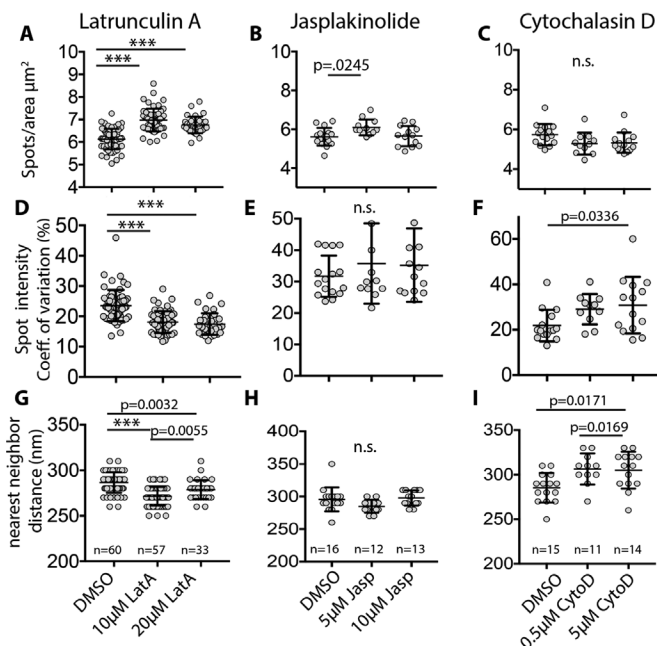 Latrunculin A
Jasplakinolide
Cytochalasin D
A
***
***
Spots/area µm²
10
9
8
7
6
5
4
B
p=.0245
10
8
6
4
C
n.s.
10
8
6
4
D
***
***
Spot intensity
Coeff. of variation (%)
50
40
30
20
10
0
E
n.s.
50
40
30
20
10
0
F
p=0.0336
60
40
20
0
G
p=0.0032
***
p=0.0055
nearest neighbor
distance (nm)
350
300
250
200
n=60
n=57
n=33
DMSO
10µM LatA
20µM LatA
H
n.s.
400
350
300
250
200
n=16
n=12
n=13
DMSO
5µM Jasp
10µM Jasp
I
p=0.0171
p=0.0169
350
300
250
200
n=15
n=11
n=14
DMSO
0.5µM CytoD
5µM CytoD